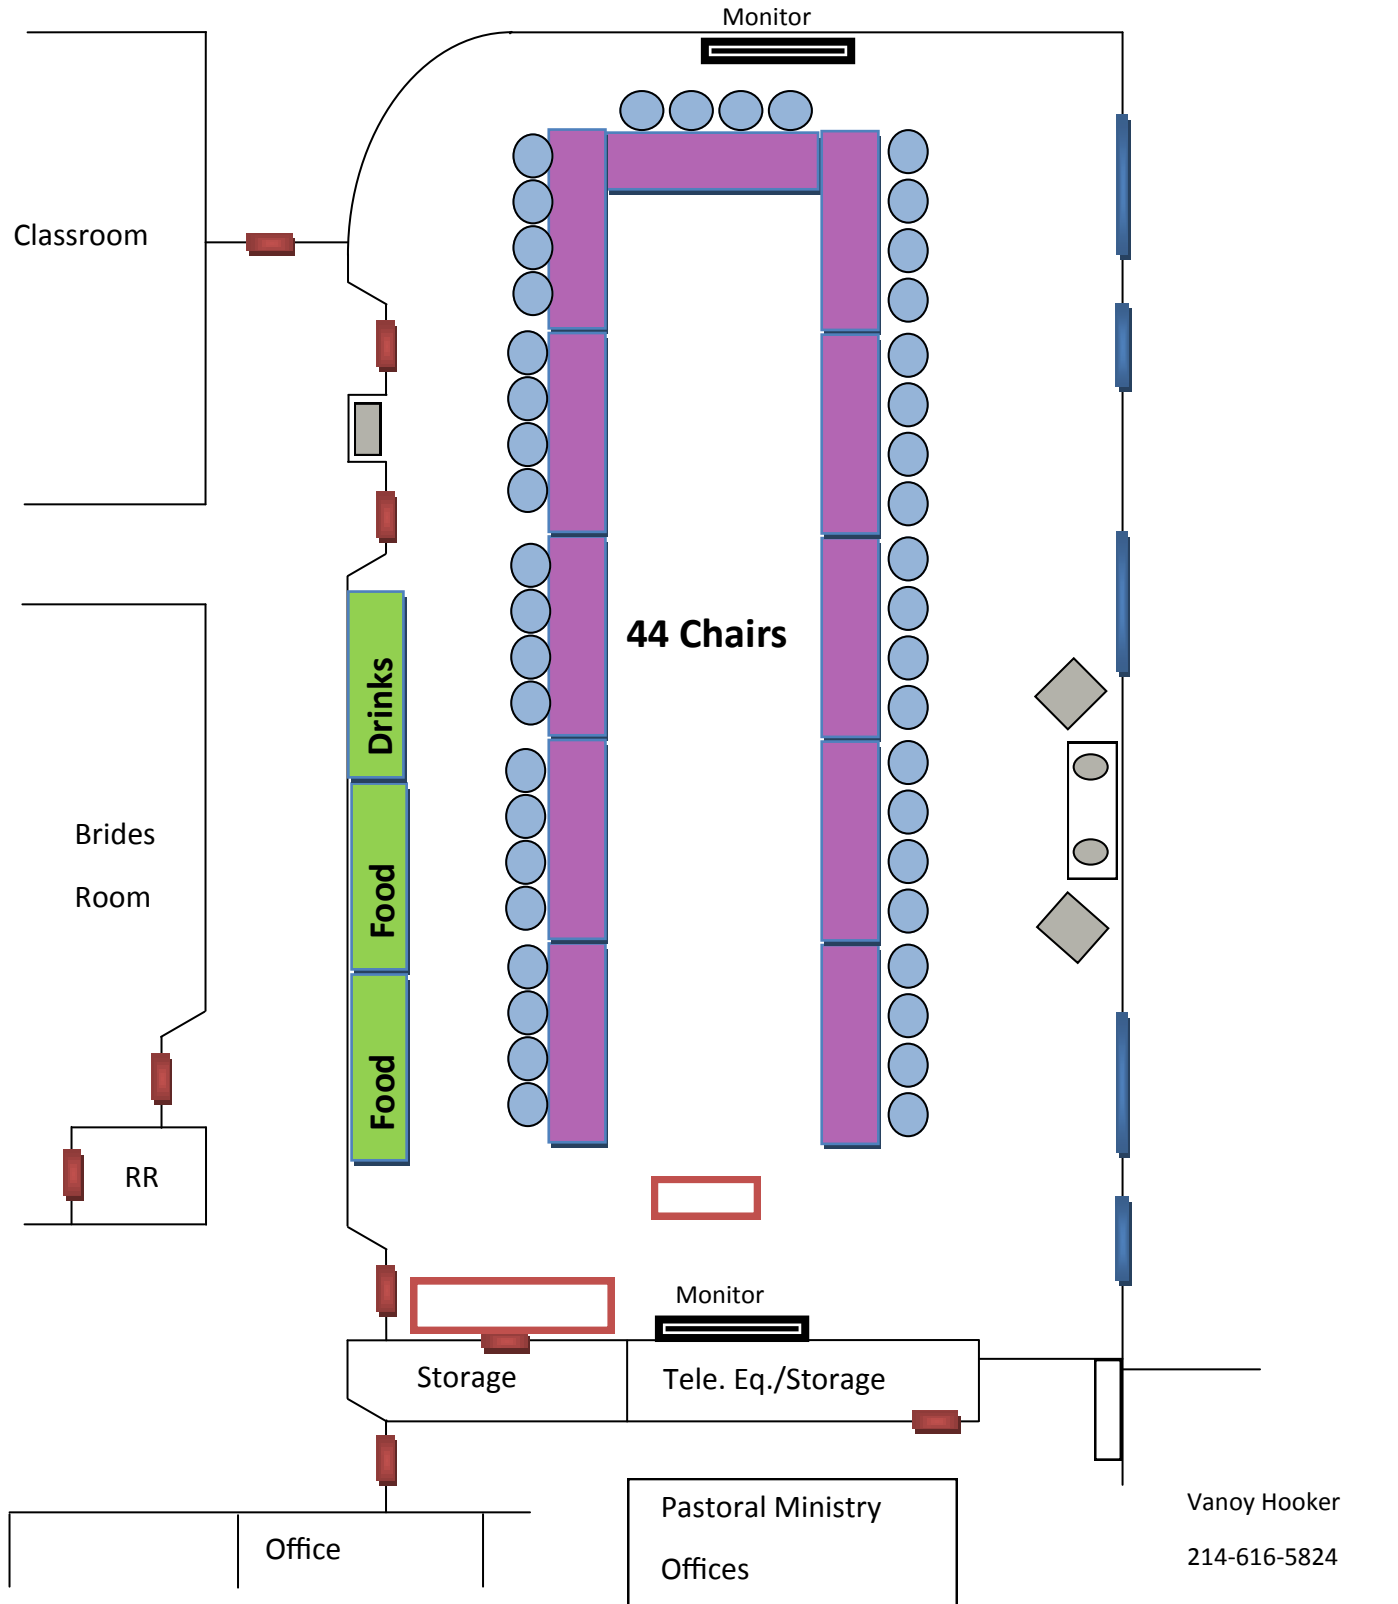 Monitor
Classroom
44 Chairs
Drinks
Brides
Room
Food
Food
RR
Monitor
Storage
Tele. Eq./Storage
Pastoral Ministry
Offices
Office
Vanoy Hooker
214-616-5824